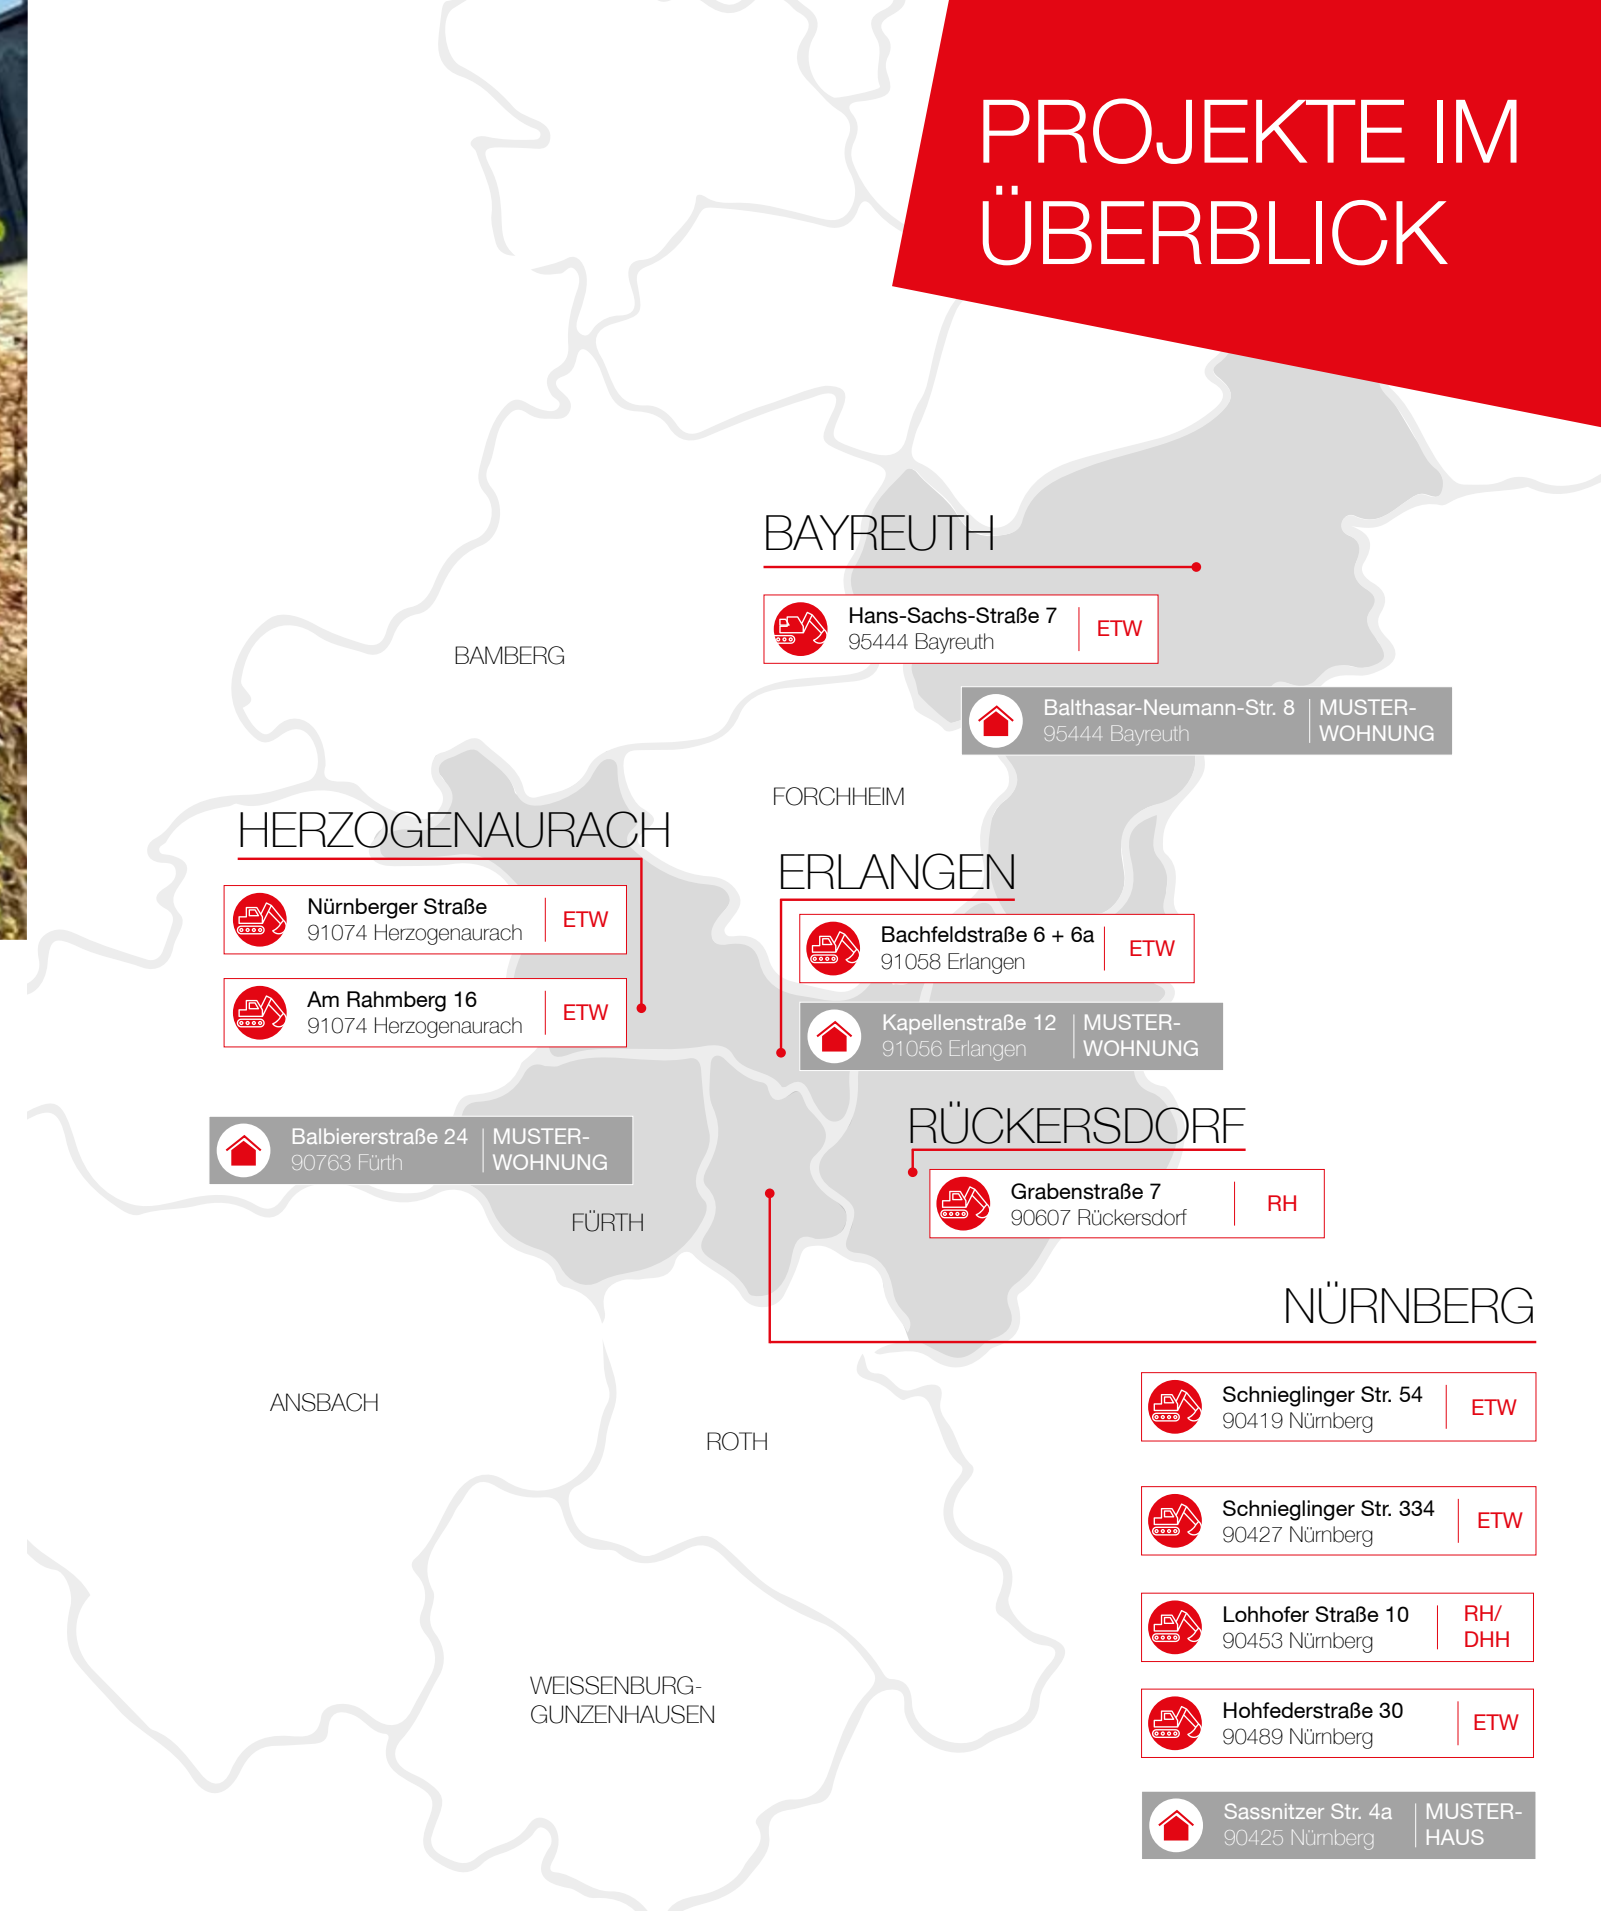 PROJEKTE IM
ÜBERBLICK
BAYREUTH
Hans-Sachs-Straße 7
95444 Bayreuth
ETW
BAMBERG
Balthasar-Neumann-Str. 8
95444 Bayreuth
MUSTER-
WOHNUNG
FORCHHEIM
HERZOGENAURACH
Nürnberger Straße
91074 Herzogenaurach
ETW
Am Rahmberg 16
91074 Herzogenaurach
ETW
ERLANGEN
Bachfeldstraße 6 + 6a
91058 Erlangen
ETW
Kapellenstraße 12
91056 Erlangen
MUSTER-
WOHNUNG
Balbiererstraße 24
90763 Fürth
MUSTER-
WOHNUNG
FÜRTH
RÜCKERSDORF
Grabenstraße 7
90607 Rückersdorf
RH
NÜRNBERG
Schnieglinger Str. 54
90419 Nürnberg
ETW
Schnieglinger Str. 334
90427 Nürnberg
ETW
Lohhofer Straße 10
90453 Nürnberg
RH/
DHH
Hohfederstraße 30
90489 Nürnberg
ETW
Sassnitzer Str. 4a
90425 Nürnberg
MUSTER-
HAUS
ANSBACH
ROTH
WEISSENBURG-
GUNZENHAUSEN